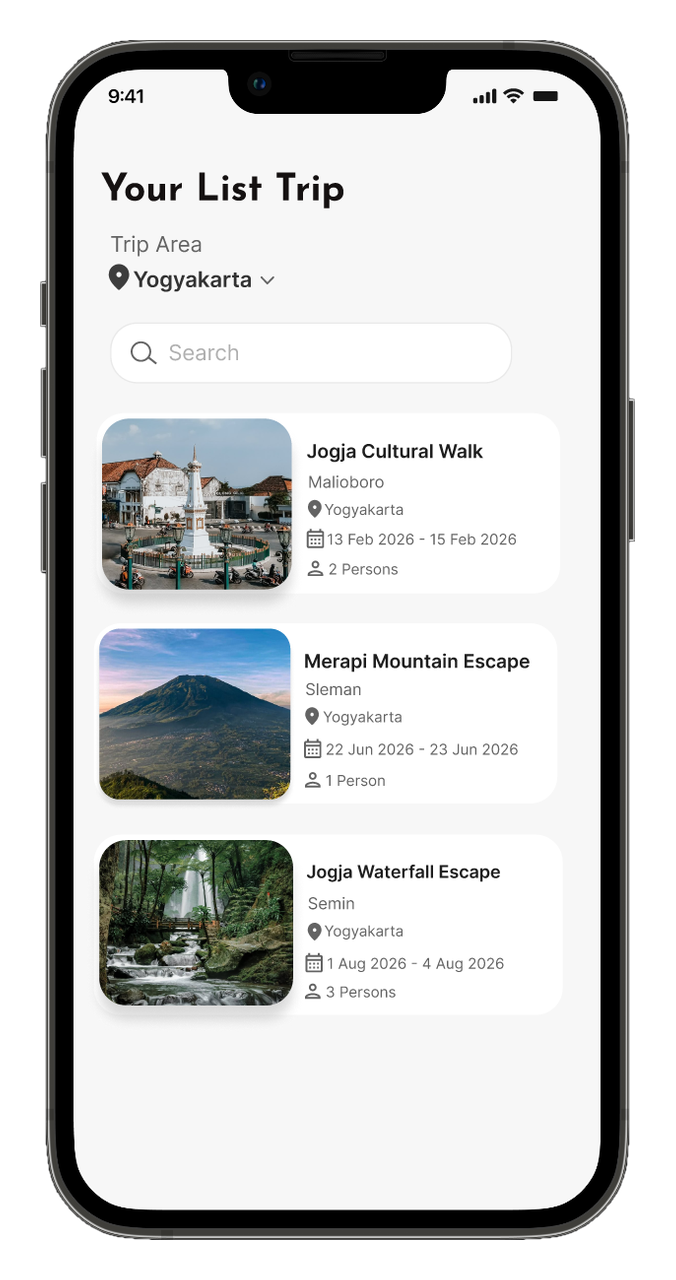 9:41
Your List Trip
Trip Area
Yogyakarta
Search
Jogja Cultural Walk
Malioboro
Yogyakarta
13 Feb 2026 - 15 Feb 2026
2 Persons
Merapi Mountain Escape
Sleman
Yogyakarta
22 Jun 2026 - 23 Jun 2026
1 Person
Jogja Waterfall Escape
Semin
Yogyakarta
1 Aug 2026 - 4 Aug 2026
3 Persons